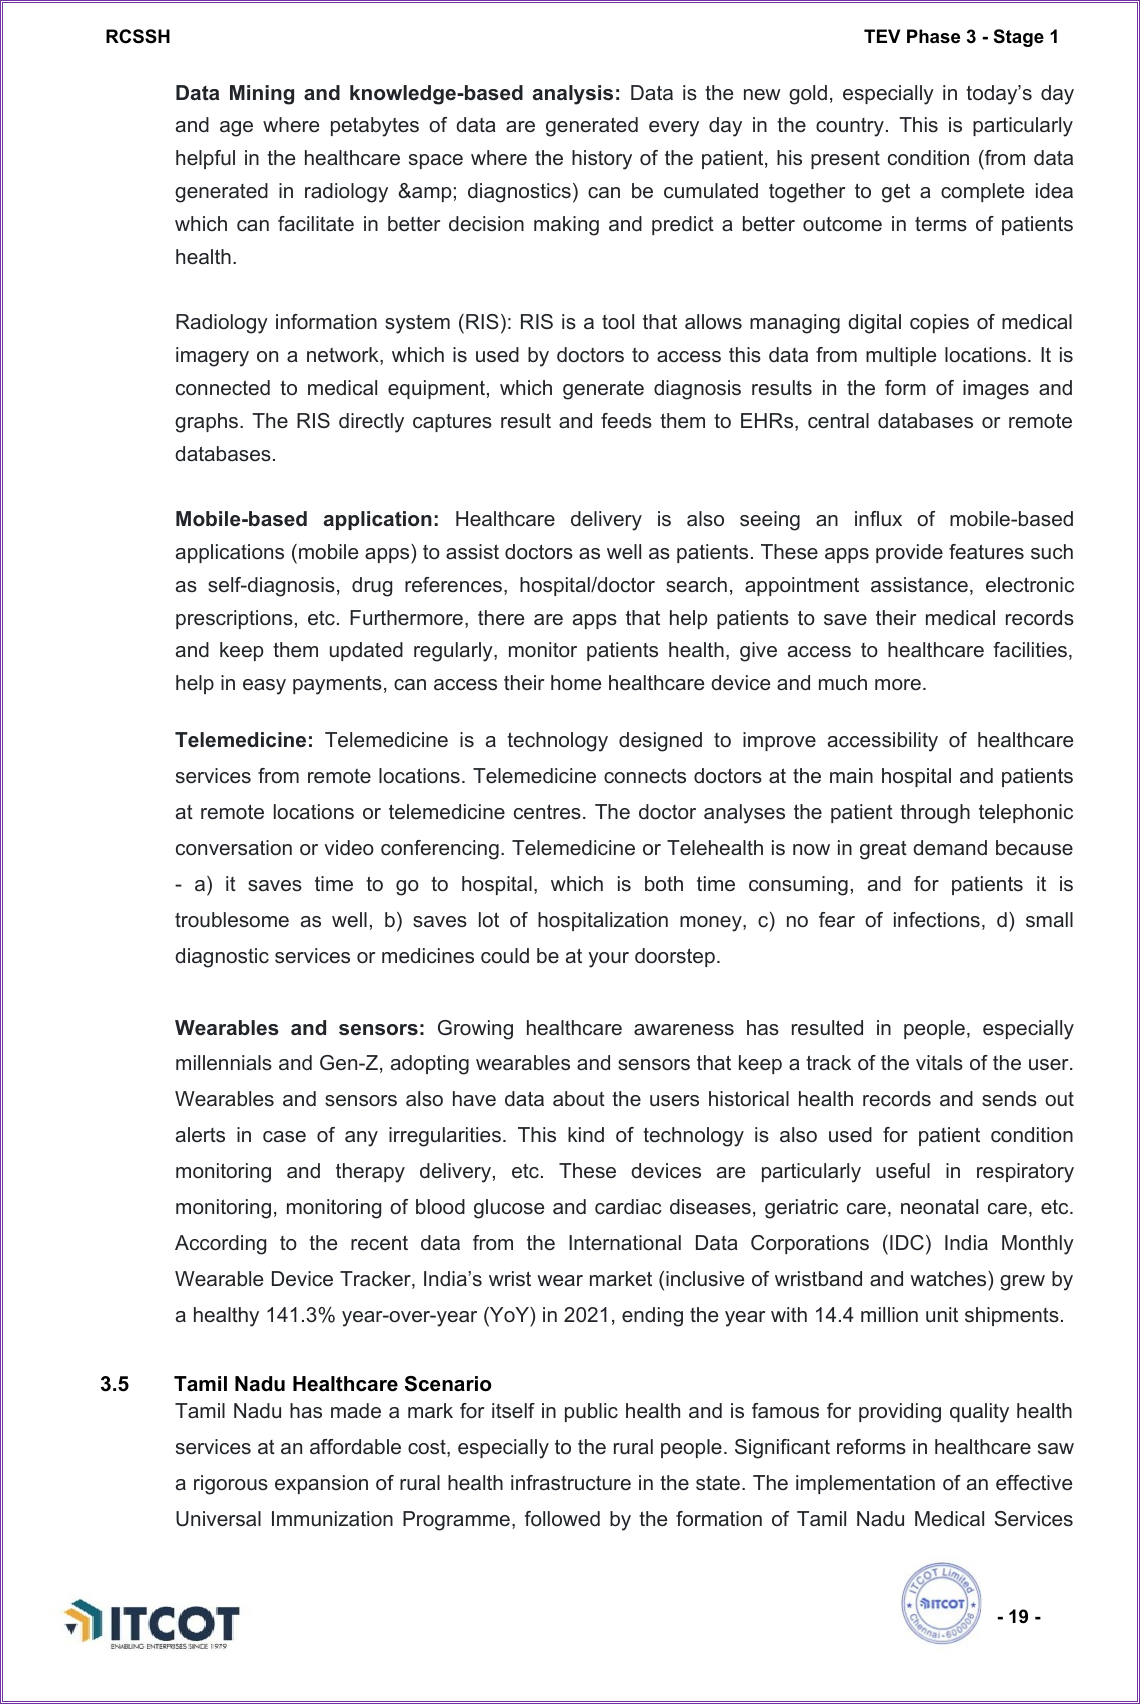 RCSSH TEV Phase 3 - Stage 1
Data Mining and knowledge-based analysis: Data is the new gold, especially in today’s day
and age where petabytes of data are generated every day in the country. This is particularly
helpful in the healthcare space where the history of the patient, his present condition (from data
generated in radiology &amp; diagnostics) can be cumulated together to get a complete idea
which can facilitate in better decision making and predict a better outcome in terms of patients
health.
Radiology information system (RIS): RIS is a tool that allows managing digital copies of medical
imagery on a network, which is used by doctors to access this data from multiple locations. It is
connected to medical equipment, which generate diagnosis results in the form of images and
graphs. The RIS directly captures result and feeds them to EHRs, central databases or remote
databases.
Mobile-based application: Healthcare delivery is also seeing an influx of mobile-based
applications (mobile apps) to assist doctors as well as patients. These apps provide features such
as self-diagnosis, drug references, hospital/doctor search, appointment assistance, electronic
prescriptions, etc. Furthermore, there are apps that help patients to save their medical records
and keep them updated regularly, monitor patients health, give access to healthcare facilities,
help in easy payments, can access their home healthcare device and much more.
Telemedicine: Telemedicine is a technology designed to improve accessibility of healthcare
services from remote locations. Telemedicine connects doctors at the main hospital and patients
at remote locations or telemedicine centres. The doctor analyses the patient through telephonic
conversation or video conferencing. Telemedicine or Telehealth is now in great demand because
- a) it saves time to go to hospital, which is both time consuming, and for patients it is
troublesome as well, b) saves lot of hospitalization money, c) no fear of infections, d) small
diagnostic services or medicines could be at your doorstep.
Wearables and sensors: Growing healthcare awareness has resulted in people, especially
millennials and Gen-Z, adopting wearables and sensors that keep a track of the vitals of the user.
Wearables and sensors also have data about the users historical health records and sends out
alerts in case of any irregularities. This kind of technology is also used for patient condition
monitoring and therapy delivery, etc. These devices are particularly useful in respiratory
monitoring, monitoring of blood glucose and cardiac diseases, geriatric care, neonatal care, etc.
According to the recent data from the International Data Corporations (IDC) India Monthly
Wearable Device Tracker, India’s wrist wear market (inclusive of wristband and watches) grew by
a healthy 141.3% year-over-year (YoY) in 2021, ending the year with 14.4 million unit shipments.
3.5 Tamil Nadu Healthcare Scenario
Tamil Nadu has made a mark for itself in public health and is famous for providing quality health
services at an affordable cost, especially to the rural people. Significant reforms in healthcare saw
a rigorous expansion of rural health infrastructure in the state. The implementation of an effective
Universal Immunization Programme, followed by the formation of Tamil Nadu Medical Services
ITCOT
ENABLING ENTERPRISES SINCE 1979
ITCOT Limited
ITCOT
Chennai-600006
- 19 -